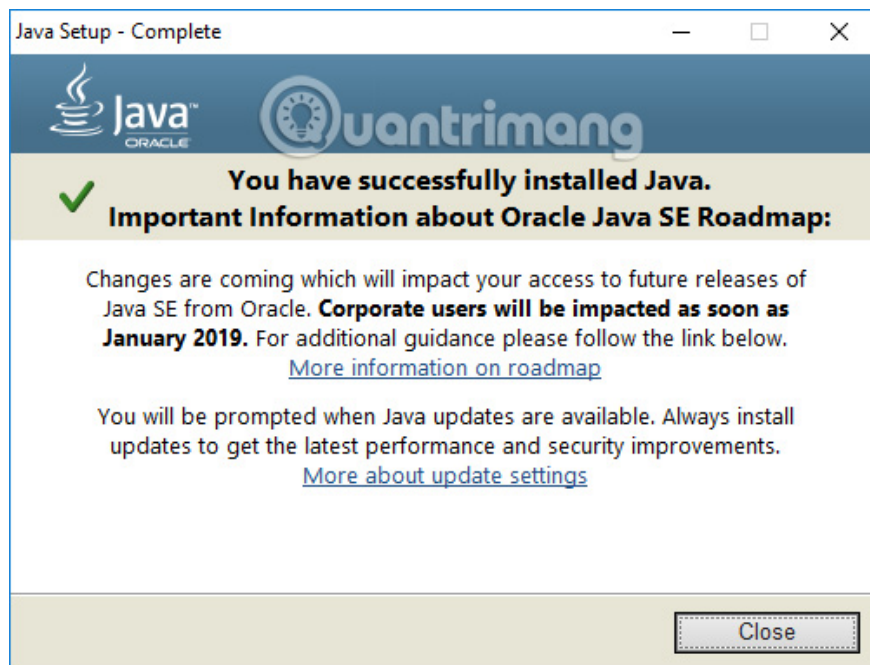 Java Setup - Complete
Java™
ORACLE
Quantrimang
You have successfully installed Java.
Important Information about Oracle Java SE Roadmap:
Changes are coming which will impact your access to future releases of
Java SE from Oracle. Corporate users will be impacted as soon as
January 2019. For additional guidance please follow the link below.
More information on roadmap
You will be prompted when Java updates are available. Always install
updates to get the latest performance and security improvements.
More about update settings
Close